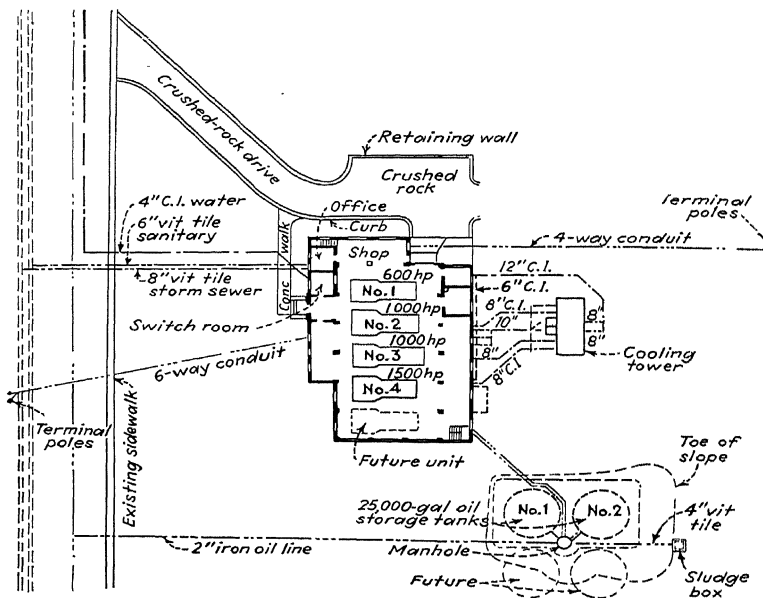 Crushed-rock drive
Retaining wall
Crushed
rock
4" C.I. water
6" vit tile
sanitary
Office
Curb
walk
Terminal
poles
4-way conduit
Shop
12" C.I.
8" vit tile
storm sewer
600 hp
6" C.I.
No.1
8" C.I.
Conc
1000 hp
8"
Switch room
No.2
10"
8"
1000 hp
8"
Cooling
tower
6-way conduit
No.3
8" C.I.
1500 hp
No.4
Terminal
poles
Existing sidewalk
Future unit
Toe of
slope
25,000-gal oil
storage tanks
No.1
No.2
4" vit
tile
2" iron oil line
Manhole
Future
Sludge
box